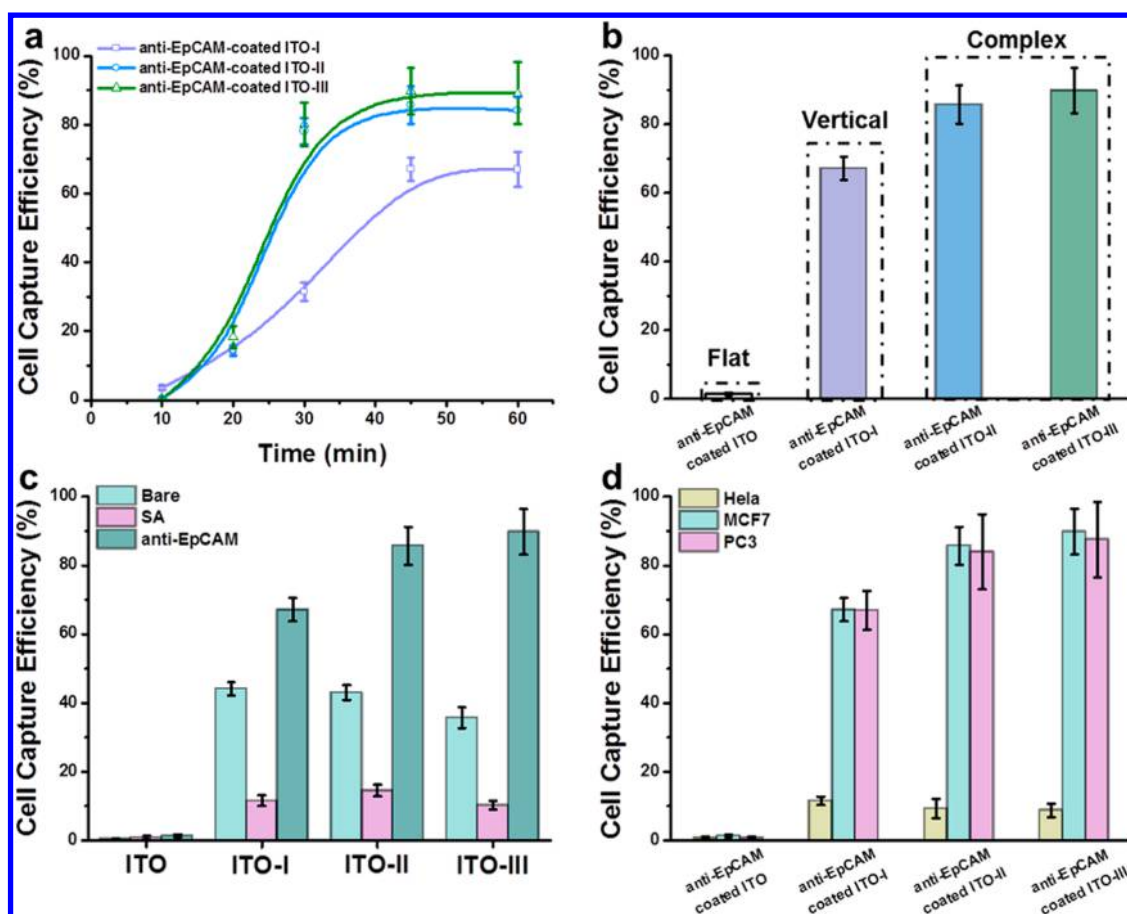 a
anti-EpCAM-coated ITO-I
anti-EpCAM-coated ITO-II
anti-EpCAM-coated ITO-III
Cell Capture Efficiency (%)
100
80
60
40
20
0
0 10 20 30 40 50 60
Time (min)
b
Complex
Vertical
Flat
Cell Capture Efficiency (%)
100
80
60
40
20
0
anti-EpCAM
coated ITO
anti-EpCAM
coated ITO-I
anti-EpCAM
coated ITO-II
anti-EpCAM
coated ITO-III
c
Bare
SA
anti-EpCAM
Cell Capture Efficiency (%)
100
80
60
40
20
0
ITO ITO-I ITO-II ITO-III
d
Hela
MCF7
PC3
Cell Capture Efficiency (%)
100
80
60
40
20
0
anti-EpCAM
coated ITO
anti-EpCAM
coated ITO-I
anti-EpCAM
coated ITO-II
anti-EpCAM
coated ITO-III